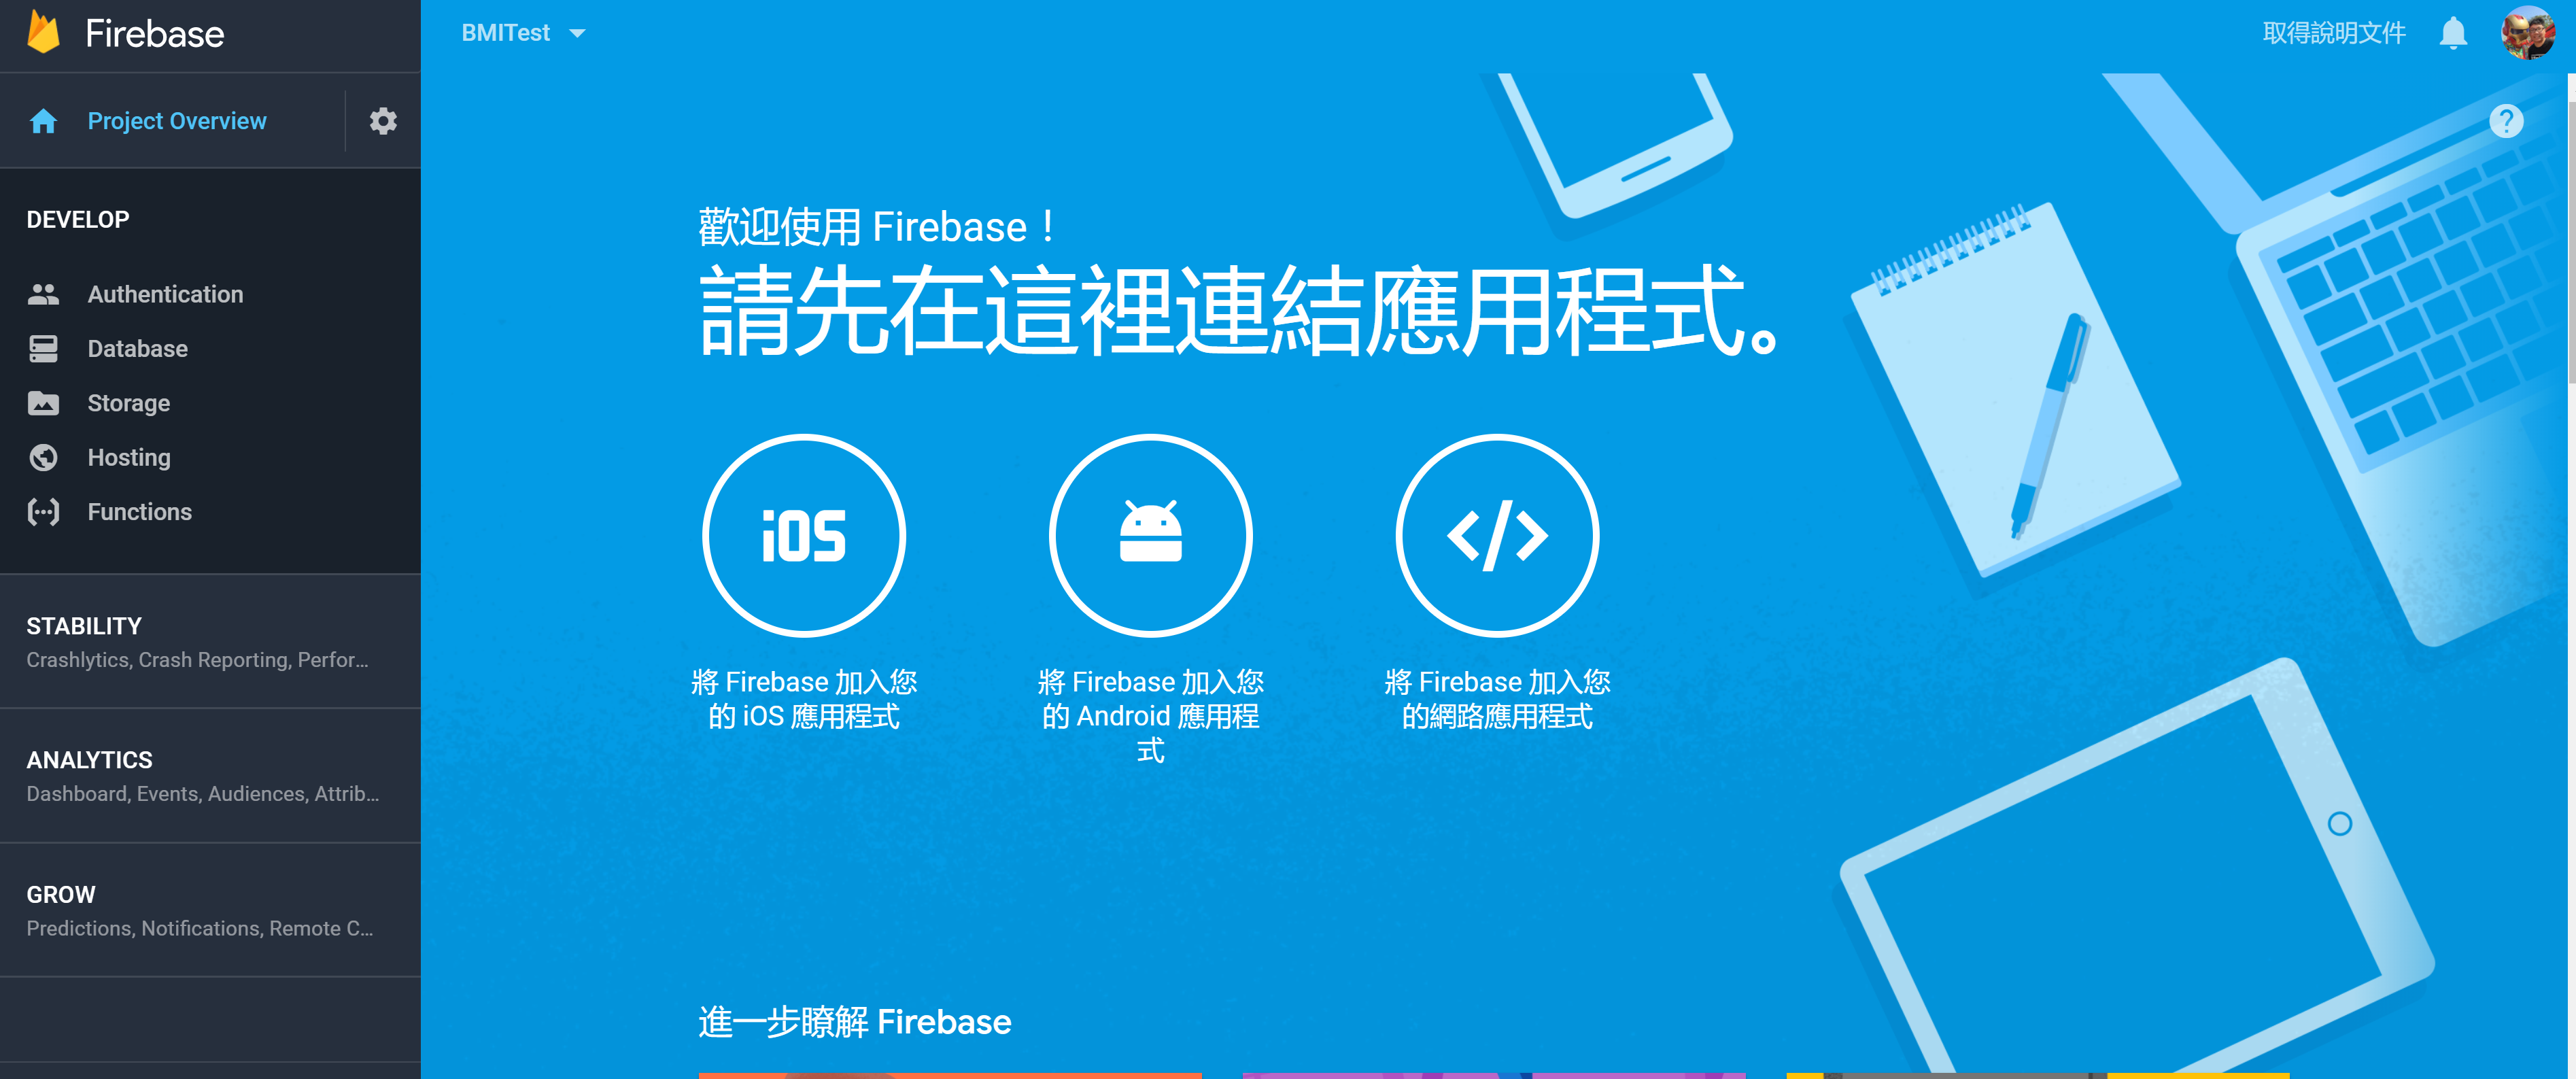 Firebase
BMITest
取得說明文件
Project Overview
DEVELOP
Authentication
Database
Storage
Hosting
Functions
STABILITY
Crashlytics, Crash Reporting, Perfor...
ANALYTICS
Dashboard, Events, Audiences, Attrib...
GROW
Predictions, Notifications, Remote C...
歡迎使用 Firebase！
請先在這裡連結應用程式。
iOS
將 Firebase 加入您
的 iOS 應用程式
將 Firebase 加入您
的 Android 應用程
式
</>
將 Firebase 加入您
的網路應用程式
進一步瞭解 Firebase
?